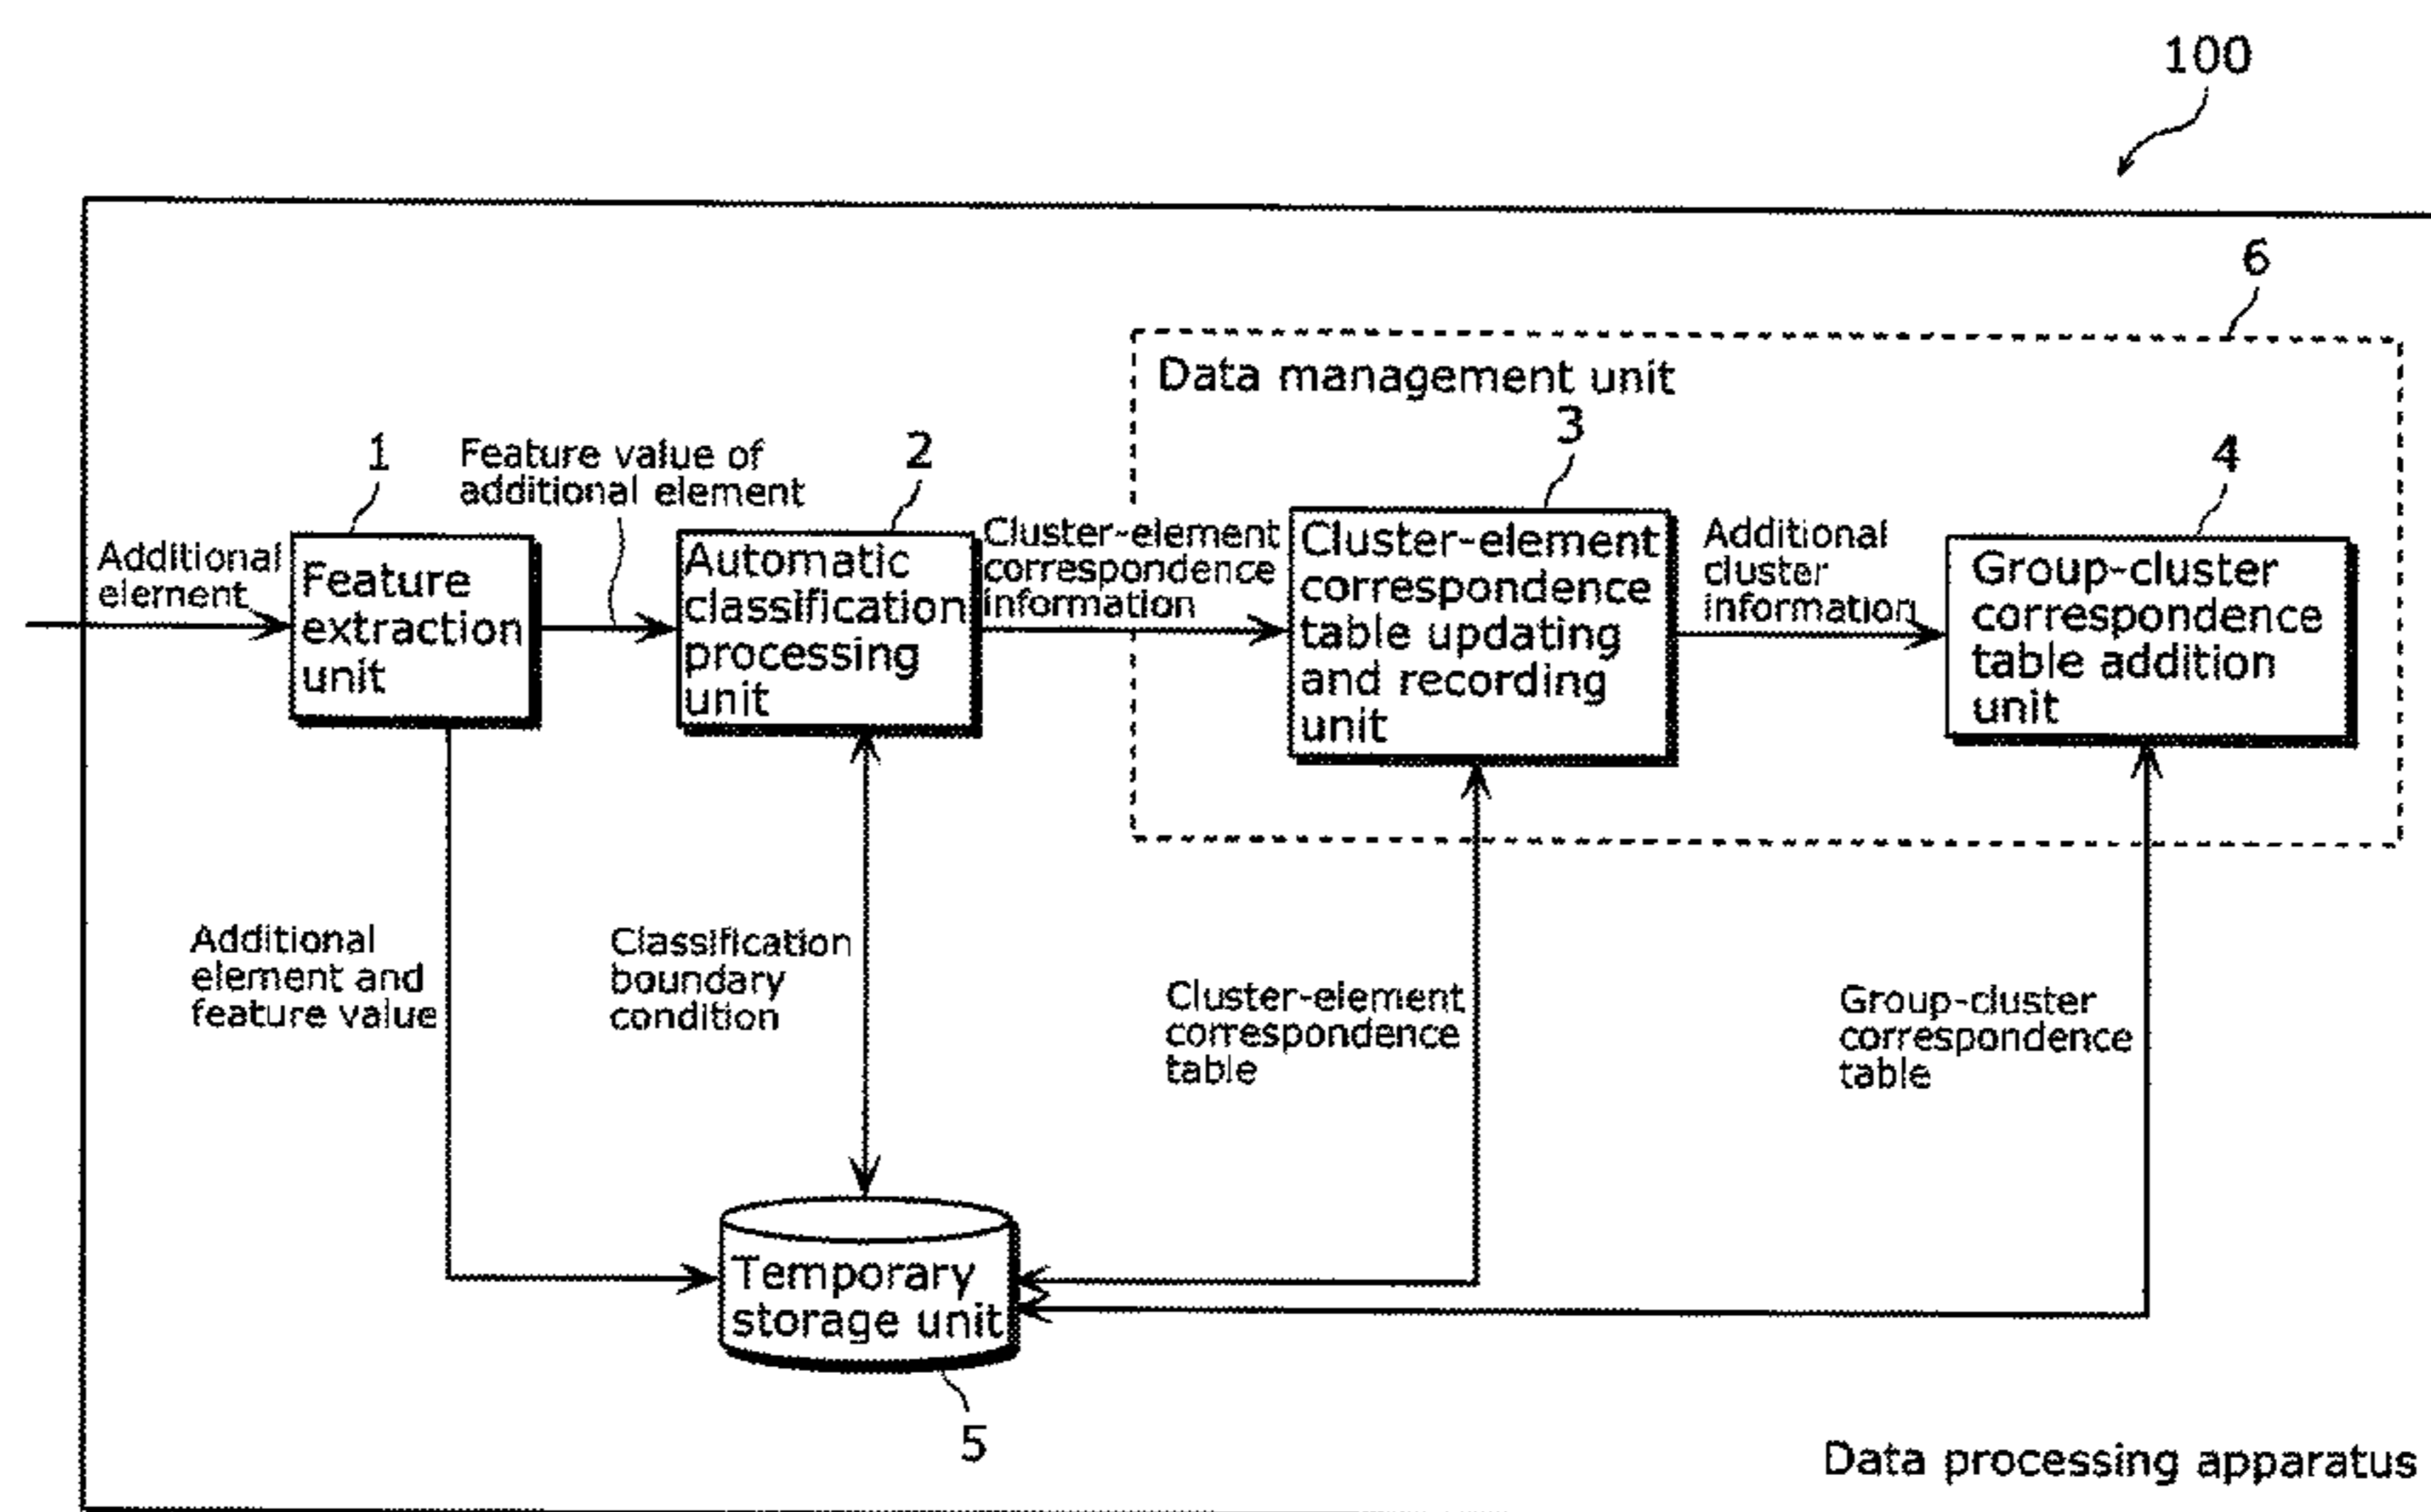 100
6
Data management unit
3
1
Feature value of
additional element
2
4
Additional
element
Feature
extraction
unit
Automatic
classification
processing
unit
Cluster-element
correspondence
information
Cluster-element
correspondence
table updating
and recording
unit
Additional
cluster
information
Group-cluster
correspondence
table addition
unit
Additional
element and
feature value
Classification
boundary
condition
Cluster-element
correspondence
table
Group-cluster
correspondence
table
Temporary
storage unit
5
Data processing apparatus